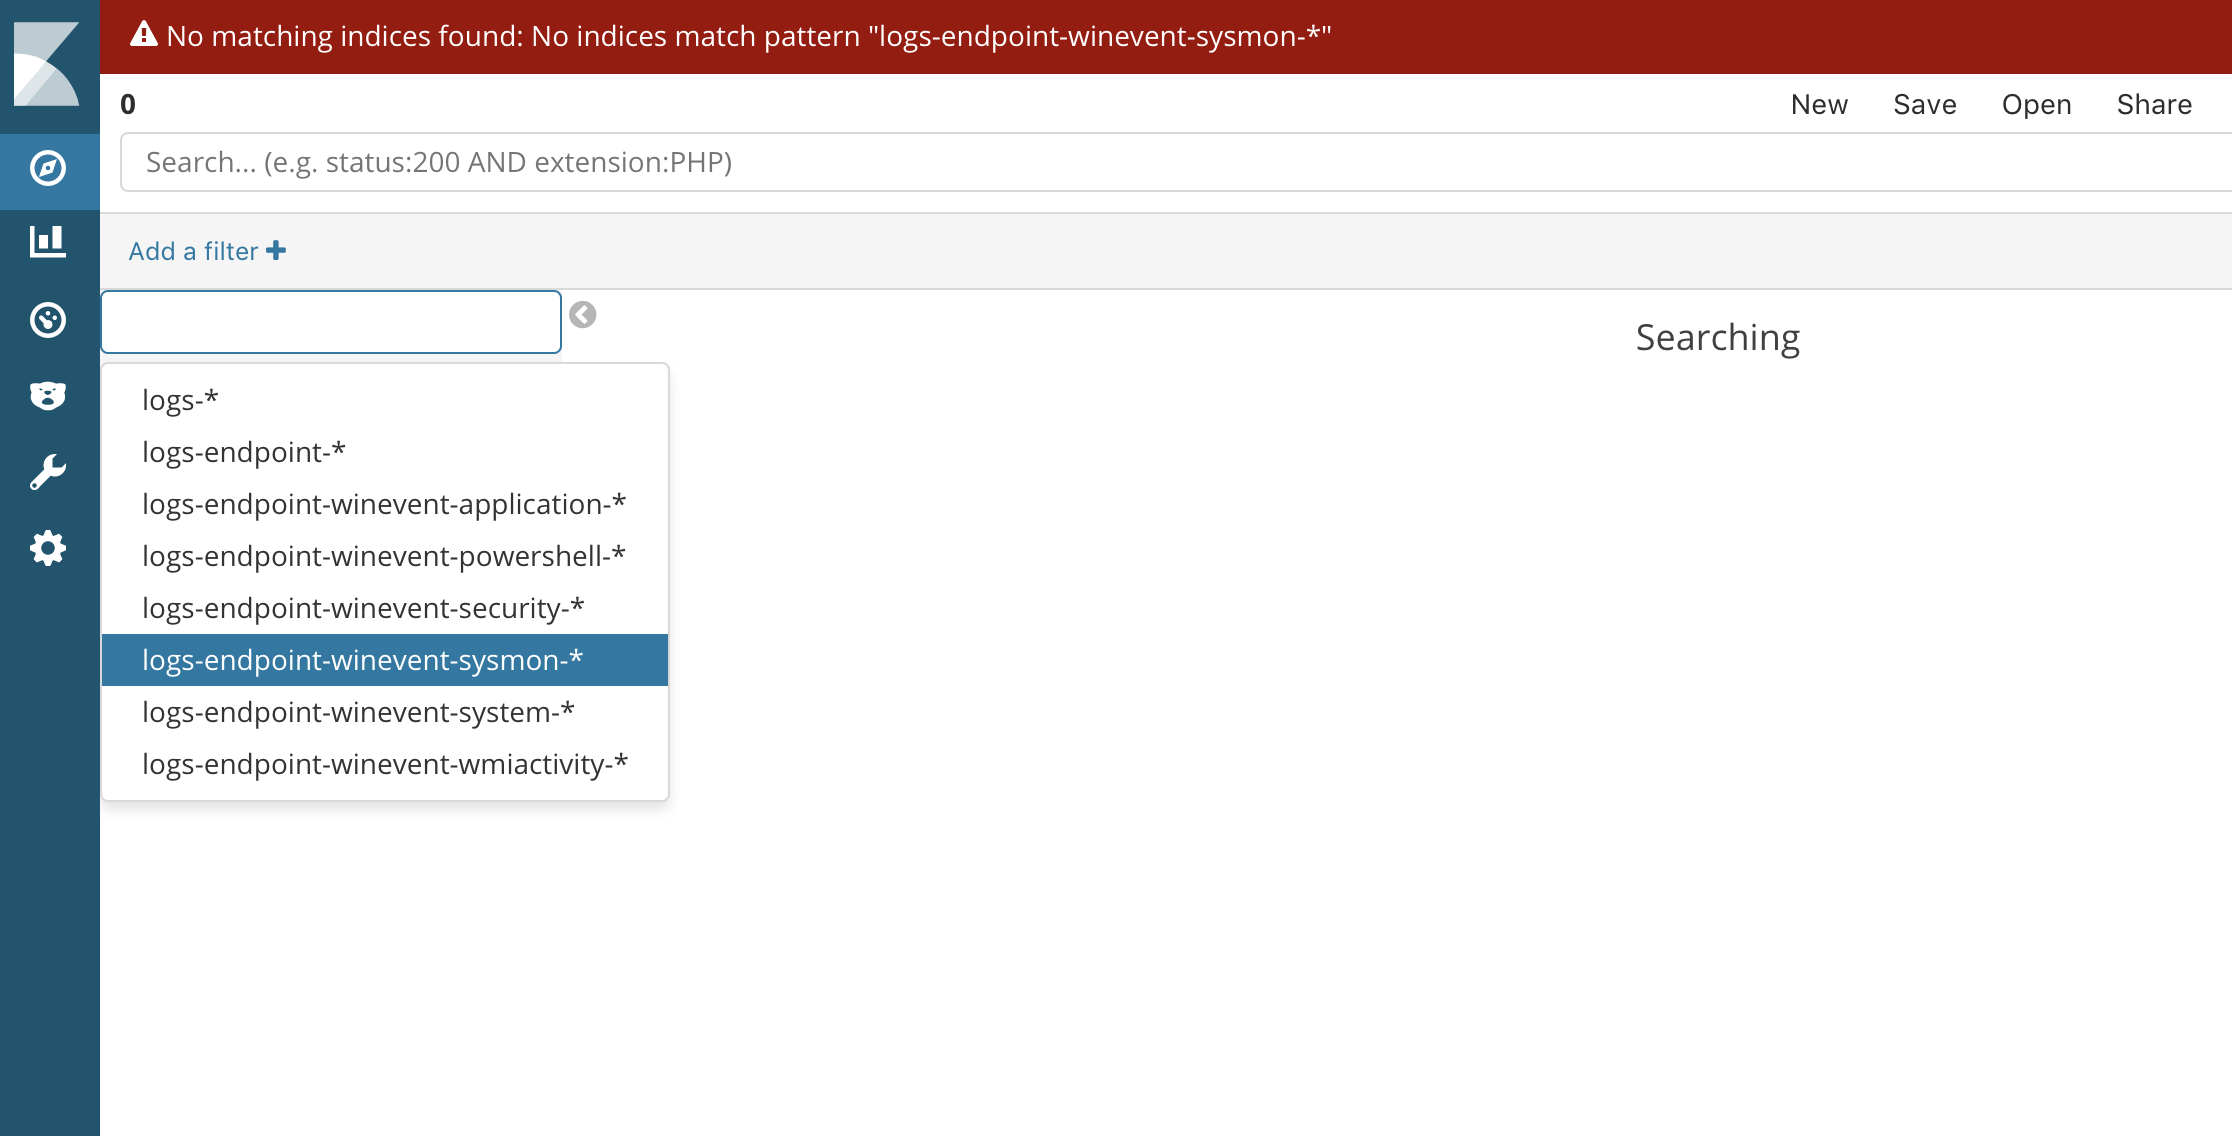 No matching indices found: No indices match pattern "logs-endpoint-winevent-sysmon-*"
0
New Save Open Share
Search... (e.g. status:200 AND extension:PHP)
Add a filter
Searching
logs-*
logs-endpoint-*
logs-endpoint-winevent-application-*
logs-endpoint-winevent-powershell-*
logs-endpoint-winevent-security-*
logs-endpoint-winevent-sysmon-*
logs-endpoint-winevent-system-*
logs-endpoint-winevent-wmiactivity-*